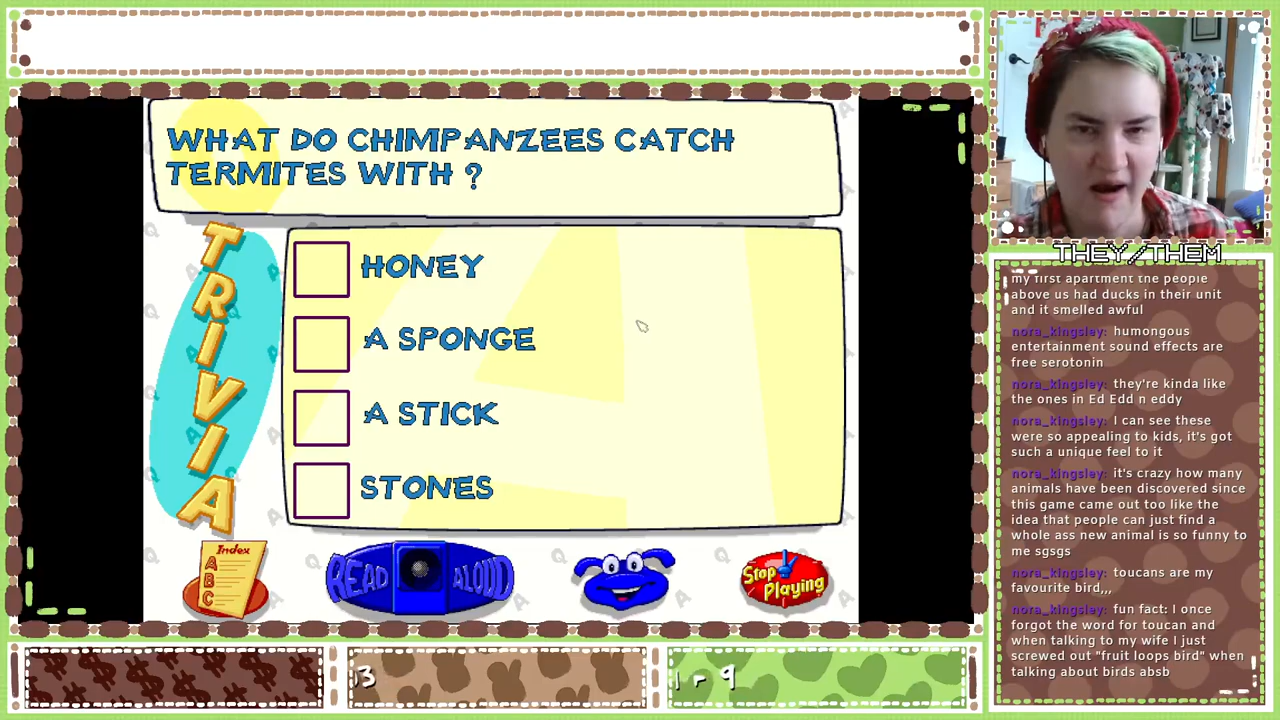 WHAT DO CHIMPANZEES CATCH
TERMITES WITH ?
TRIVIA
HONEY
A SPONGE
A STICK
STONES
Index
A
B
C
READ ALOUD
Stop
Playing
3
1 - 9
THEY/THEM
my first apartment the people
above us had ducks in their unit
and it smelled awful
nora_kingsley: humongous
entertainment sound effects are
free serotonin
nora_kingsley: they're kinda like
the ones in Ed Edd n eddy
nora_kingsley: I can see these
were so appealing to kids, it's got
such a unique feel to it
nora_kingsley: it's crazy how many
animals have been discovered since
this game came out too like the
idea that people can just find a
whole ass new animal is so funny to
me sgsgs
nora_kingsley: toucans are my
favourite bird,,,
nora_kingsley: fun fact: I once
forgot the word for toucan and
when talking to my wife I just
screwed out "fruit loops bird" when
talking about birds absb